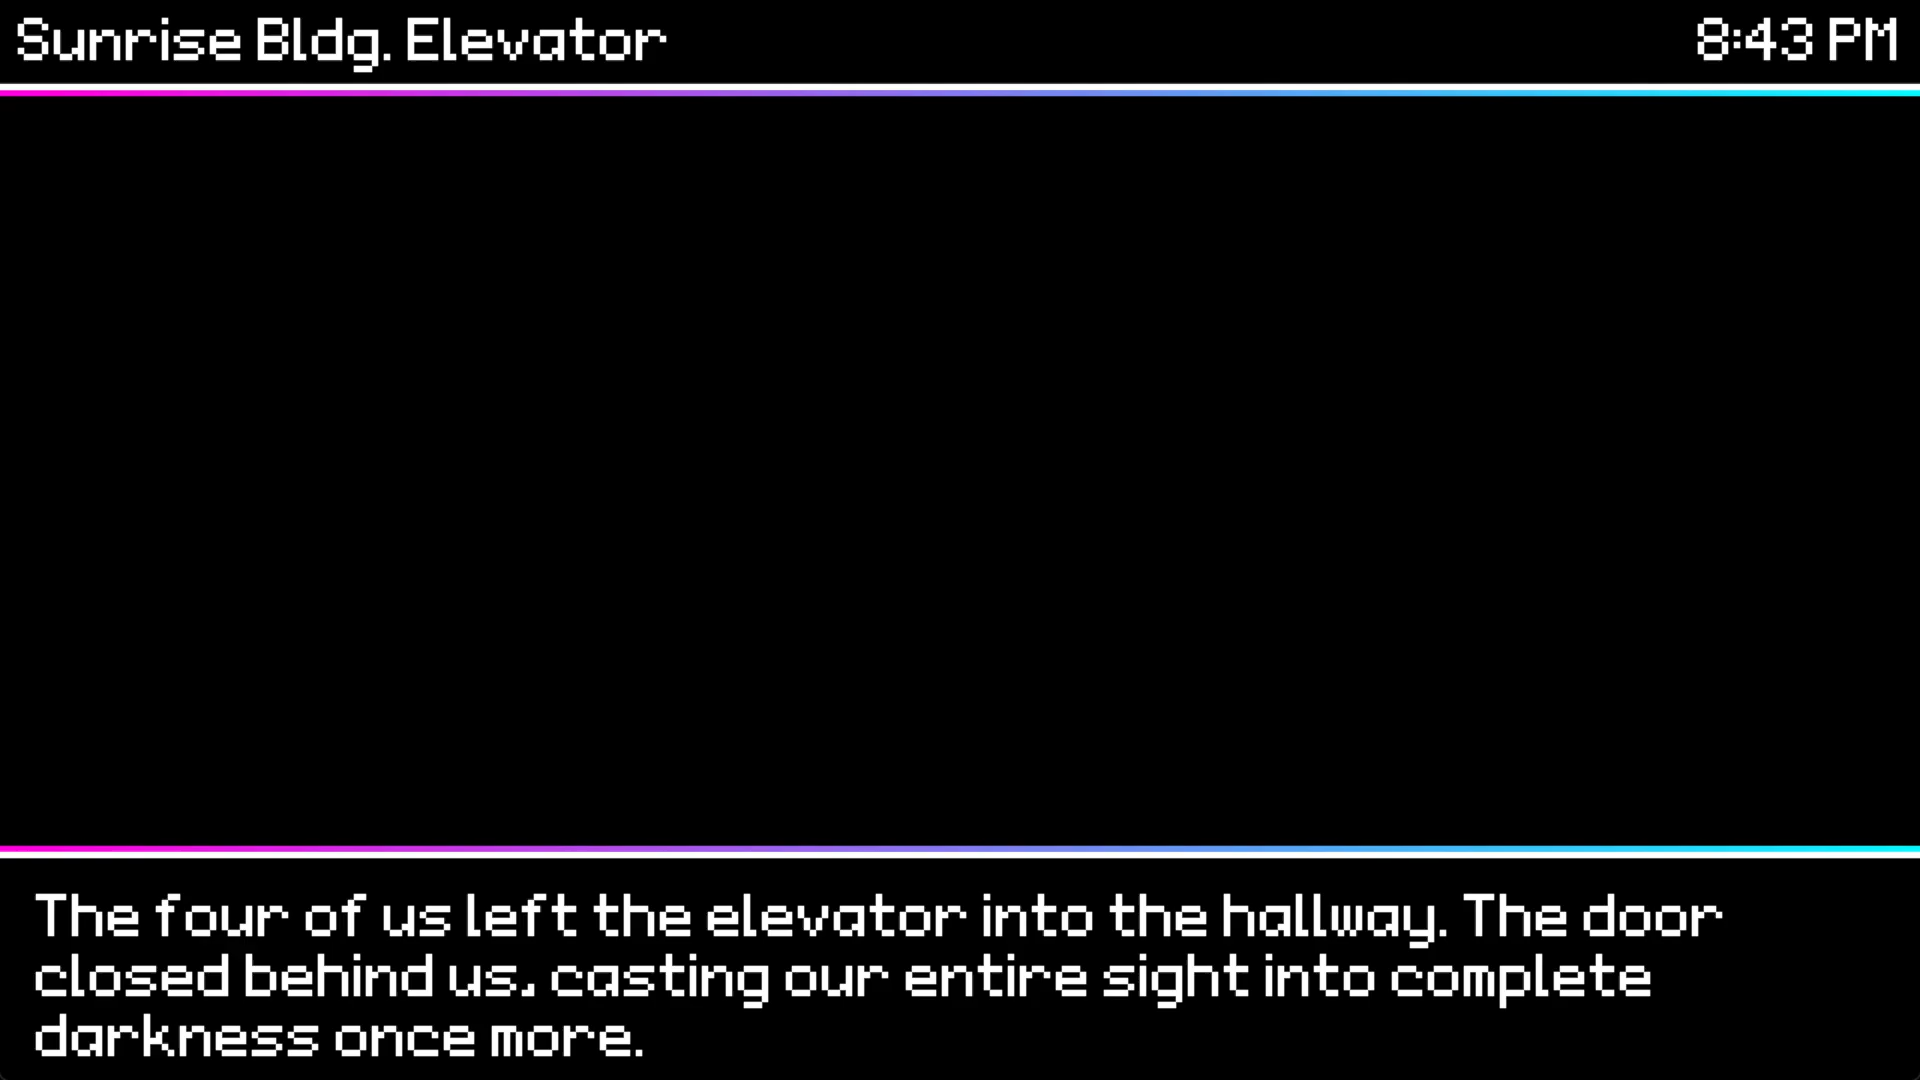 Sunrise Bldg. Elevator
8:43 PM
The four of us left the elevator into the hallway. The door
closed behind us, casting our entire sight into complete
darkness once more.